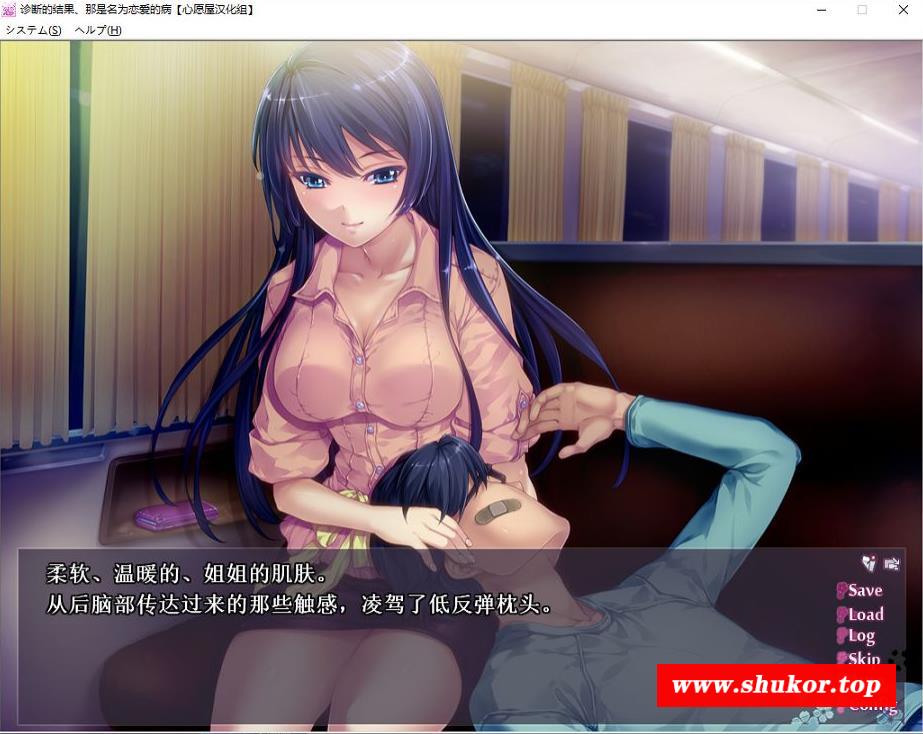 诊断的结果、那是名为恋爱的病【心愿屋汉化组】
システム(S) ヘルプ(H)
柔软、温暖的、姐姐的肌肤。
从后脑部传达过来的那些触感，凌驾了低反弹枕头。
Save
Load
Log
Skip
www.shukor.top
Config